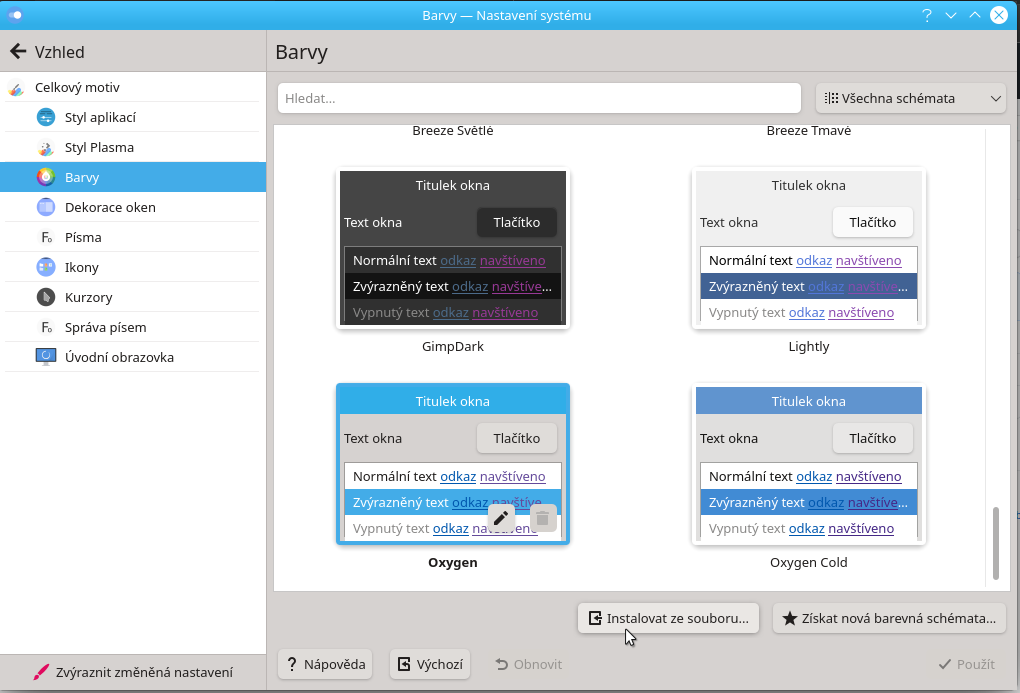 Barvy — Nastavení systému
?
Vzhled
Barvy
Celkový motiv
Styl aplikací
Styl Plasma
Barvy
Dekorace oken
Písma
Ikony
Kurzory
Správa písem
Úvodní obrazovka
Zvýraznit změněná nastavení
Hledat...
Všechna schémata
Breeze Světlé
Breeze Tmavé
Titulek okna
Text okna
Tlačítko
Normální text odkaz navštíveno
Zvýrazněný text odkaz navštíve...
Vypnutý text odkaz navštíveno
GimpDark
Titulek okna
Text okna
Tlačítko
Normální text odkaz navštíveno
Zvýrazněný text odkaz navštíve...
Vypnutý text odkaz navštíveno
Lightly
Titulek okna
Text okna
Tlačítko
Normální text odkaz navštíveno
Zvýrazněný text odkaz navštíve
Vypnutý text odkaz navštíveno
Oxygen
Titulek okna
Text okna
Tlačítko
Normální text odkaz navštíveno
Zvýrazněný text odkaz navštíve...
Vypnutý text odkaz navštíveno
Oxygen Cold
Instalovat ze souboru...
Získat nová barevná schémata...
? Nápověda
Výchozí
Obnovit
Použít